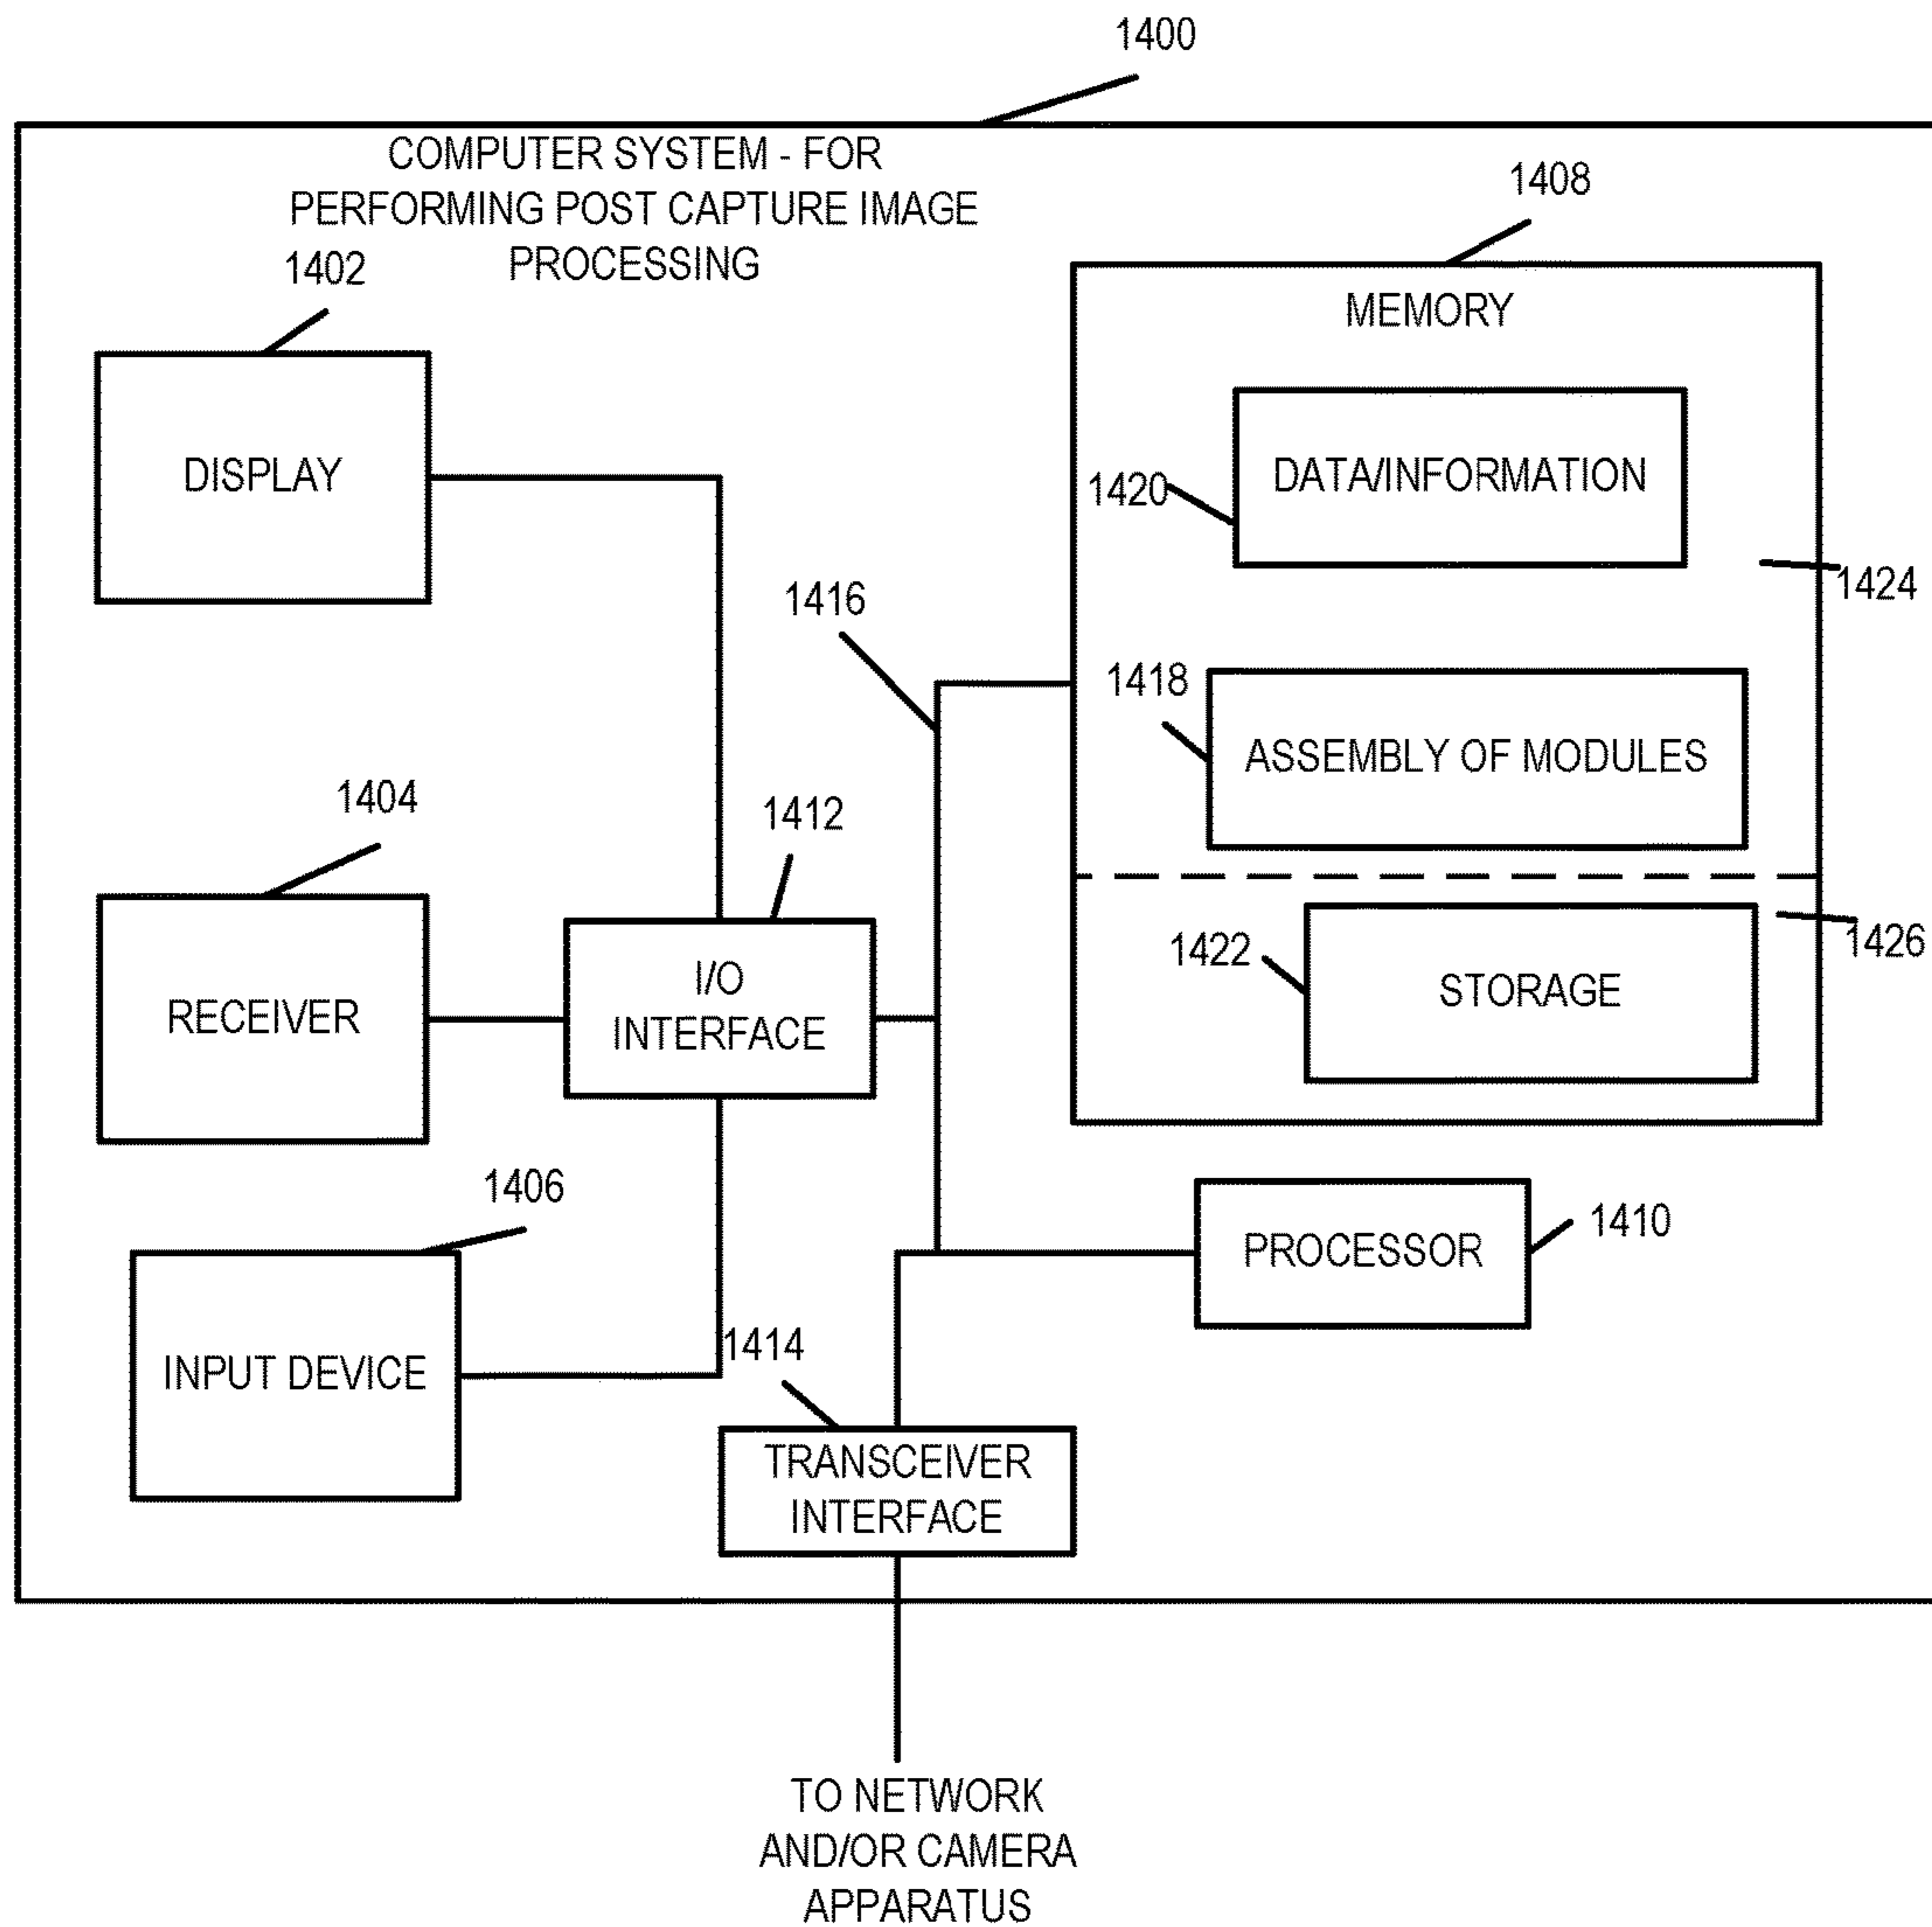 1400
COMPUTER SYSTEM - FOR
PERFORMING POST CAPTURE IMAGE
PROCESSING
1402
DISPLAY
1404
RECEIVER
1406
INPUT DEVICE
1412
I/O
INTERFACE
1416
1414
TRANSCEIVER
INTERFACE
1408
MEMORY
1420
DATA/INFORMATION
1424
1418
ASSEMBLY OF MODULES
1422
STORAGE
1426
PROCESSOR
1410
TO NETWORK
AND/OR CAMERA
APPARATUS